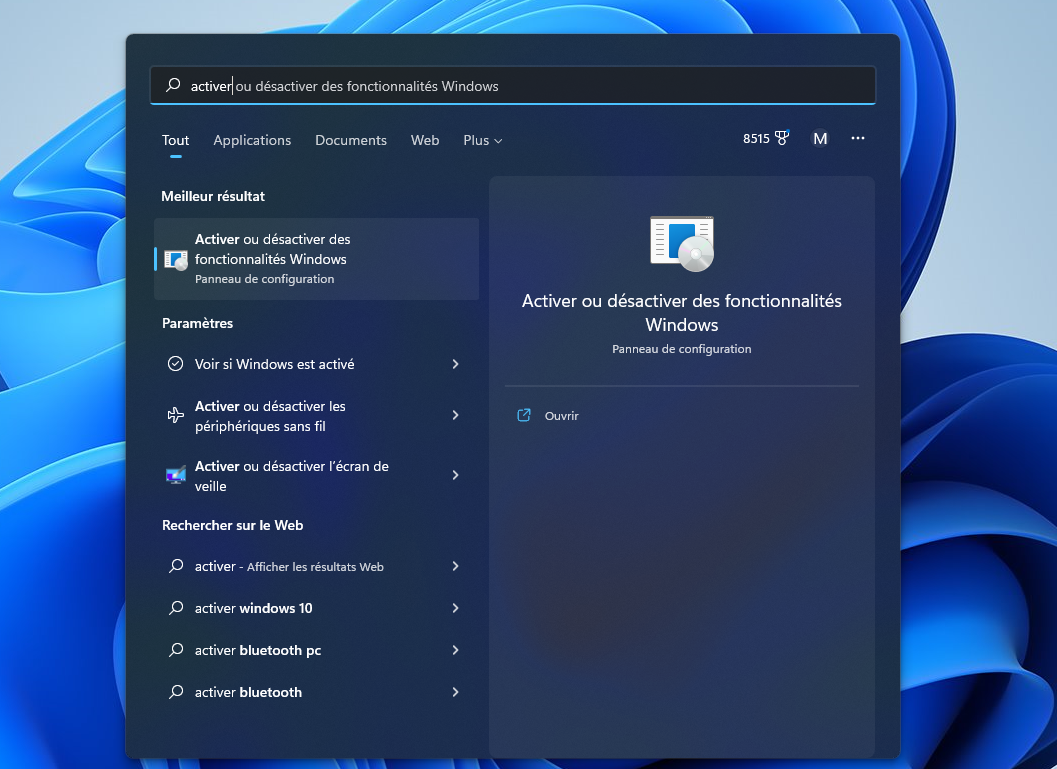 activer ou désactiver des fonctionnalités Windows
Tout Applications Documents Web Plus 8515 M
Meilleur résultat
Activer ou désactiver des
fonctionnalités Windows
Panneau de configuration
Paramètres
Voir si Windows est activé
Activer ou désactiver les
périphériques sans fil
Activer ou désactiver l’écran de
veille
Rechercher sur le Web
activer - Afficher les résultats Web
activer windows 10
activer bluetooth pc
activer bluetooth
Activer ou désactiver des fonctionnalités
Windows
Panneau de configuration
Ouvrir